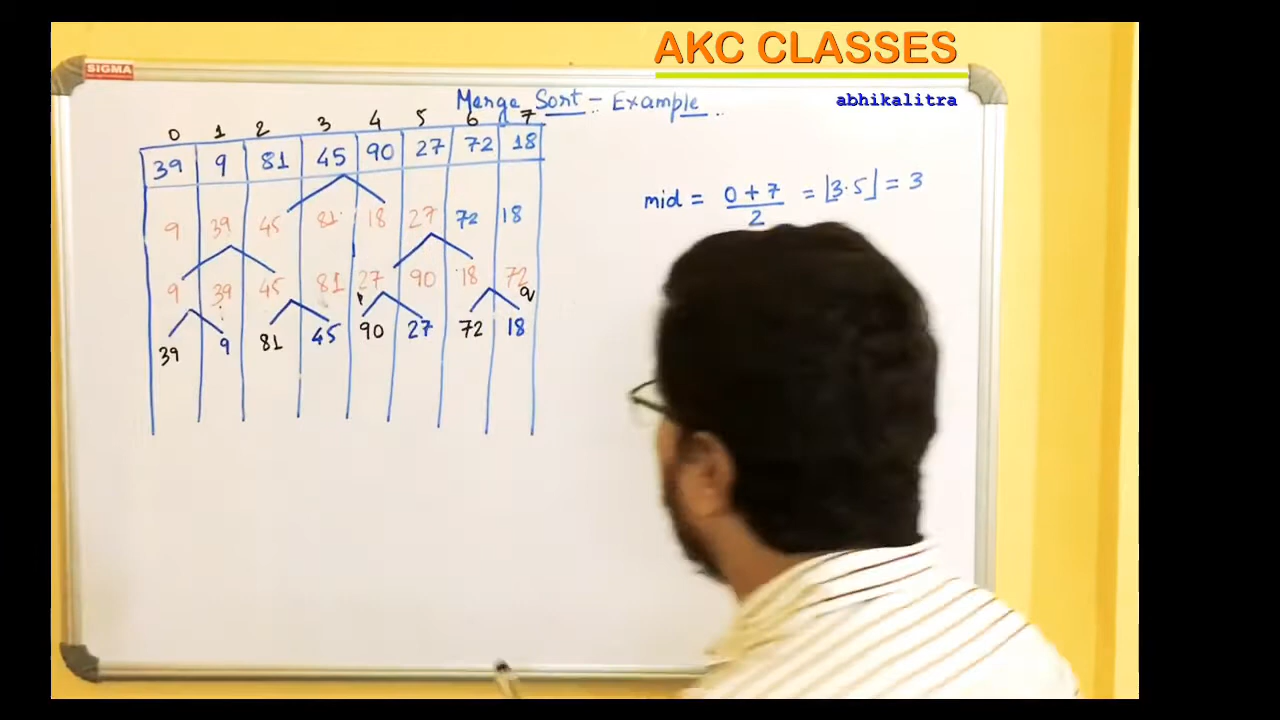 AKC CLASSES
SIGMA
abhikalitra
Merge Sort - Example
0 1 2 3 4 5 6 7
39 9 81 45 90 27 72 18
mid = 0 + 7 / 2 = ⌊3.5⌋ = 3
9 39 45 81 18 27 72 18
9 39 45 81 27 90 18 72
q
39 9 81 45 90 27 72 18